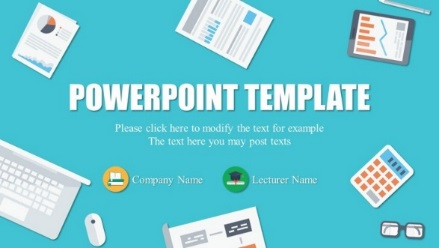 POWERPOINT TEMPLATE
Please click here to modify the text for example
The text here you may post texts
Company Name
Lecturer Name